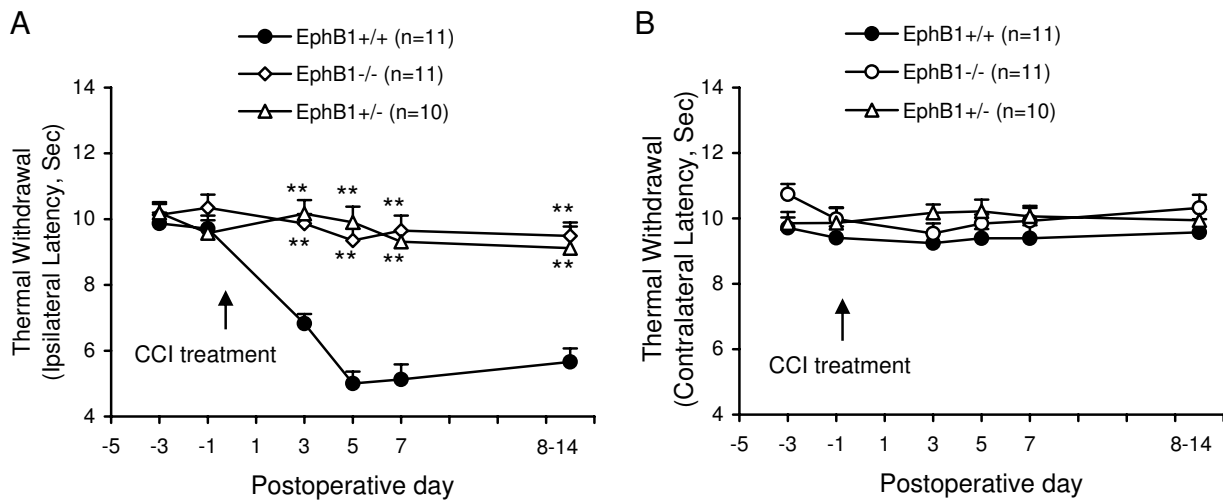 A
EphB1+/+ (n=11)
EphB1-/- (n=11)
EphB1+/- (n=10)
Thermal Withdrawal
(Ipsilateral Latency, Sec)
14
12
10
8
6
4
** ** ** **
** ** ** **
CCI treatment
-5 -3 -1 1 3 5 7 8-14
Postoperative day
B
EphB1+/+ (n=11)
EphB1-/- (n=11)
EphB1+/- (n=10)
Thermal Withdrawal
(Contralateral Latency, Sec)
14
12
10
8
6
4
CCI treatment
-5 -3 -1 1 3 5 7 8-14
Postoperative day